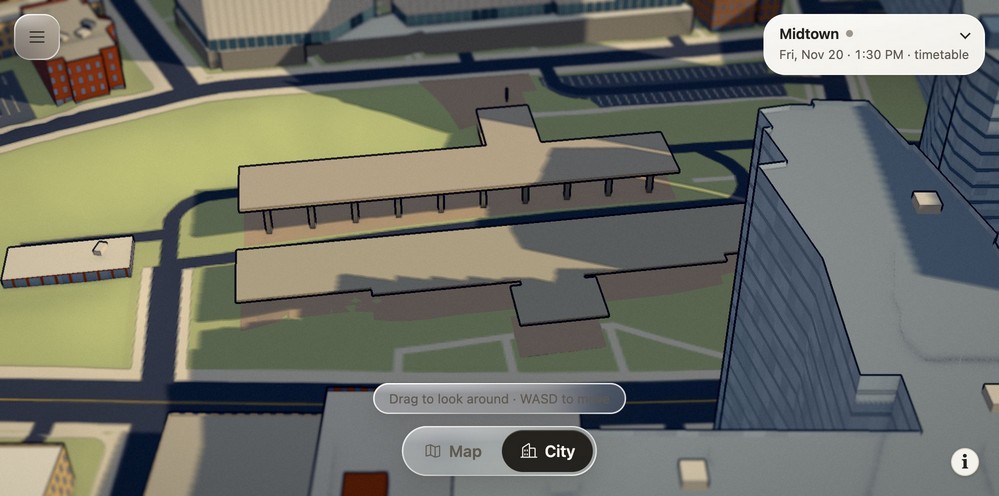 Midtown
Fri, Nov 20 · 1:30 PM · timetable
Drag to look around · WASD to
Map
City
i